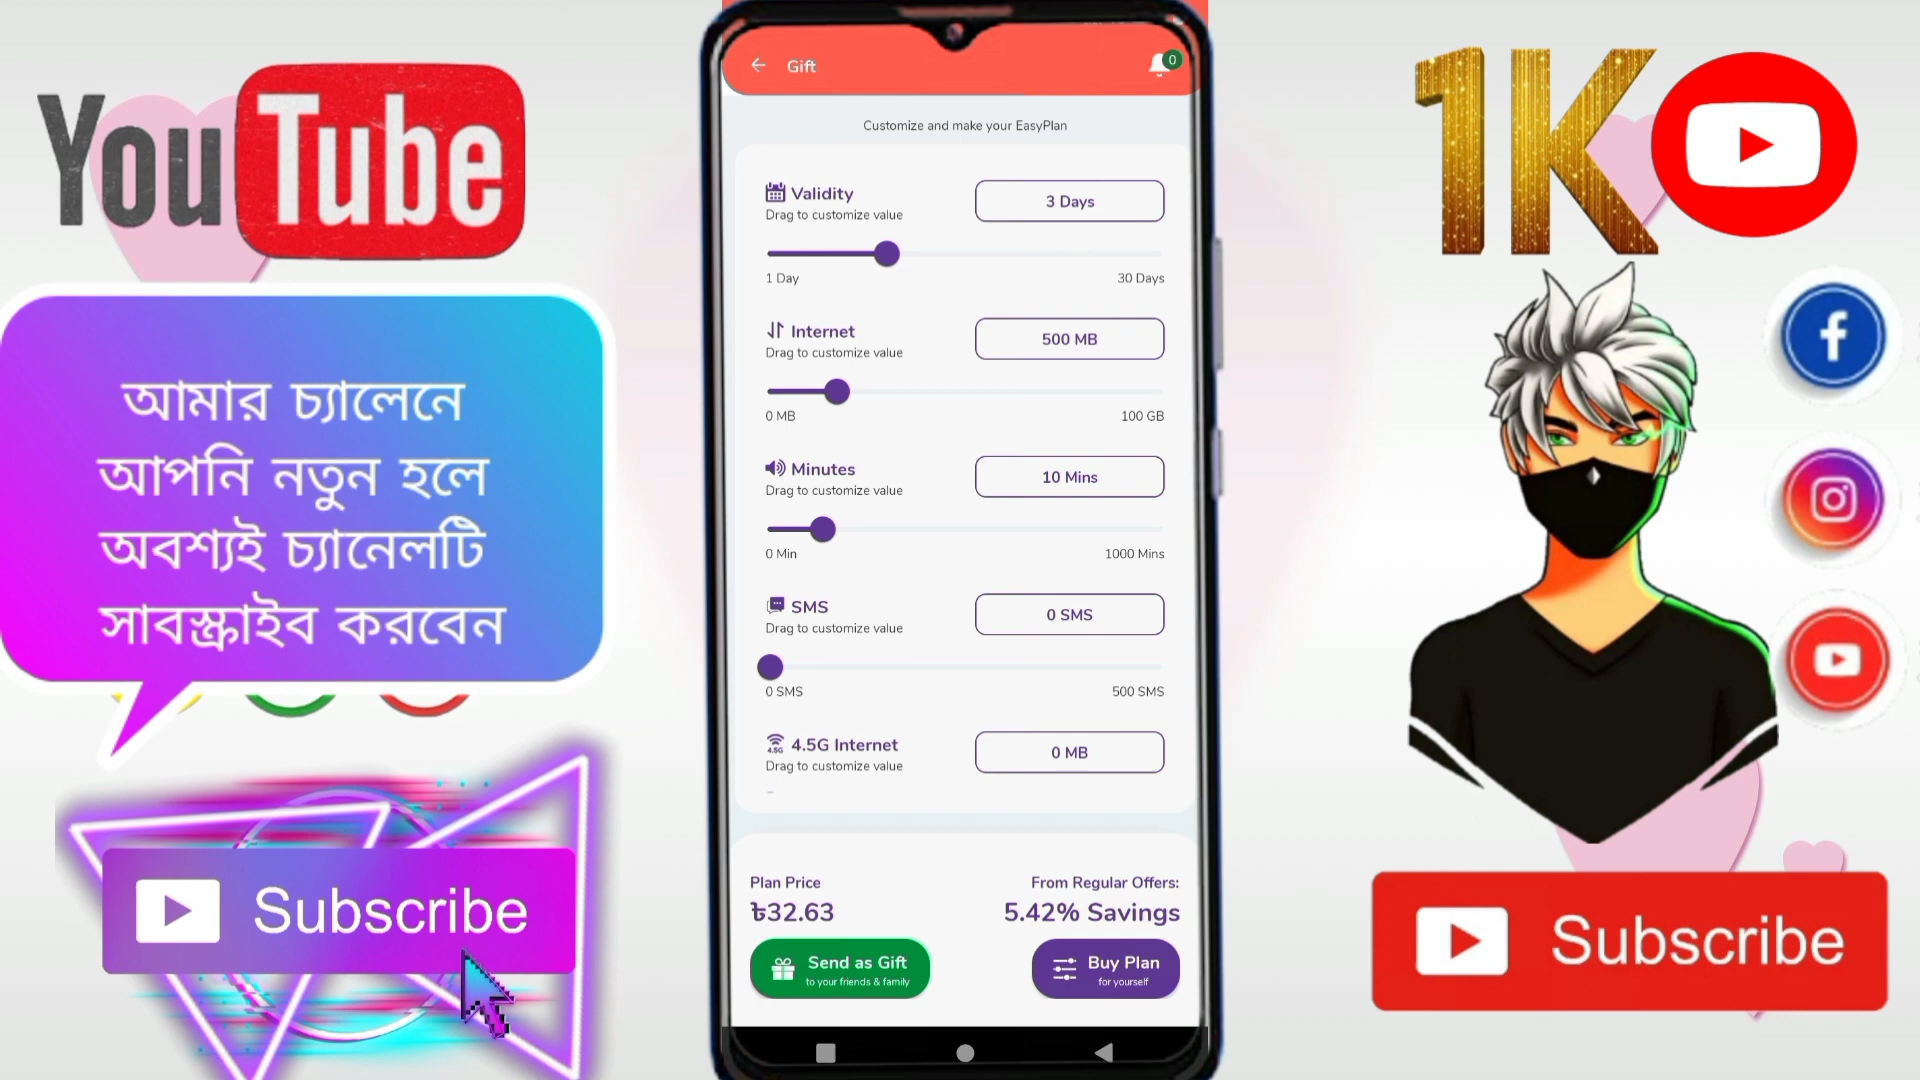 YouTube
আমার চ্যালেনে
আপনি নতুন হলে
অবশ্যই চ্যানেলটি
সাবস্ক্রাইব করবেন
Subscribe
Gift
0
Customize and make your EasyPlan
Validity
3 Days
Drag to customize value
1 Day
30 Days
Internet
500 MB
Drag to customize value
0 MB
100 GB
Minutes
10 Mins
Drag to customize value
0 Min
1000 Mins
SMS
0 SMS
Drag to customize value
0 SMS
500 SMS
4.5G
4.5G Internet
0 MB
Drag to customize value
Plan Price
From Regular Offers:
৳32.63
5.42% Savings
Send as Gift
to your friends & family
Buy Plan
for yourself
1K
Subscribe